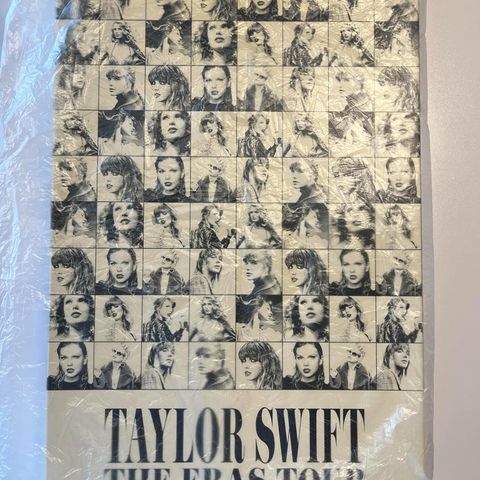 TAYLOR SWIFT
THE ERAS TOUR